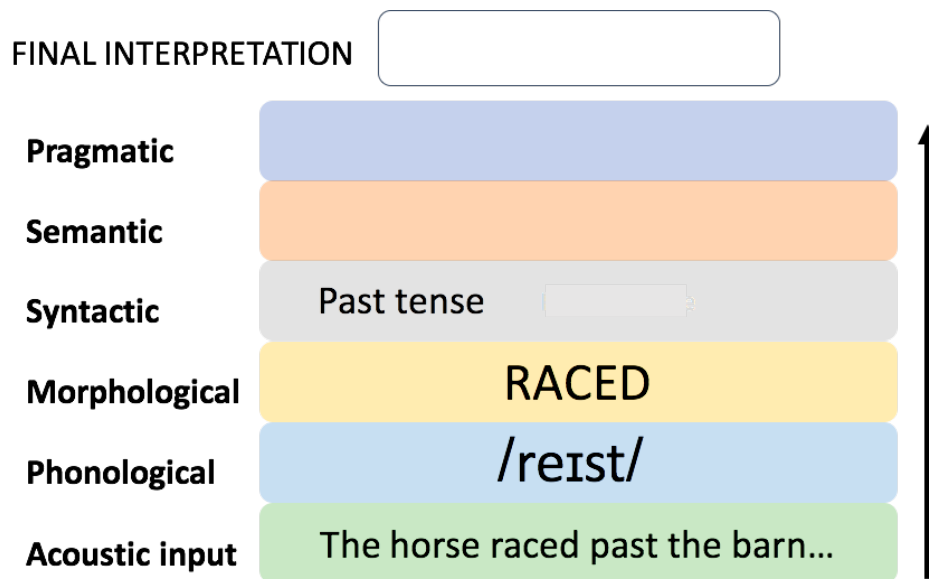 FINAL INTERPRETATION
Pragmatic
Semantic
Syntactic Past tense
Morphological RACED
Phonological /reɪst/
Acoustic input The horse raced past the barn...